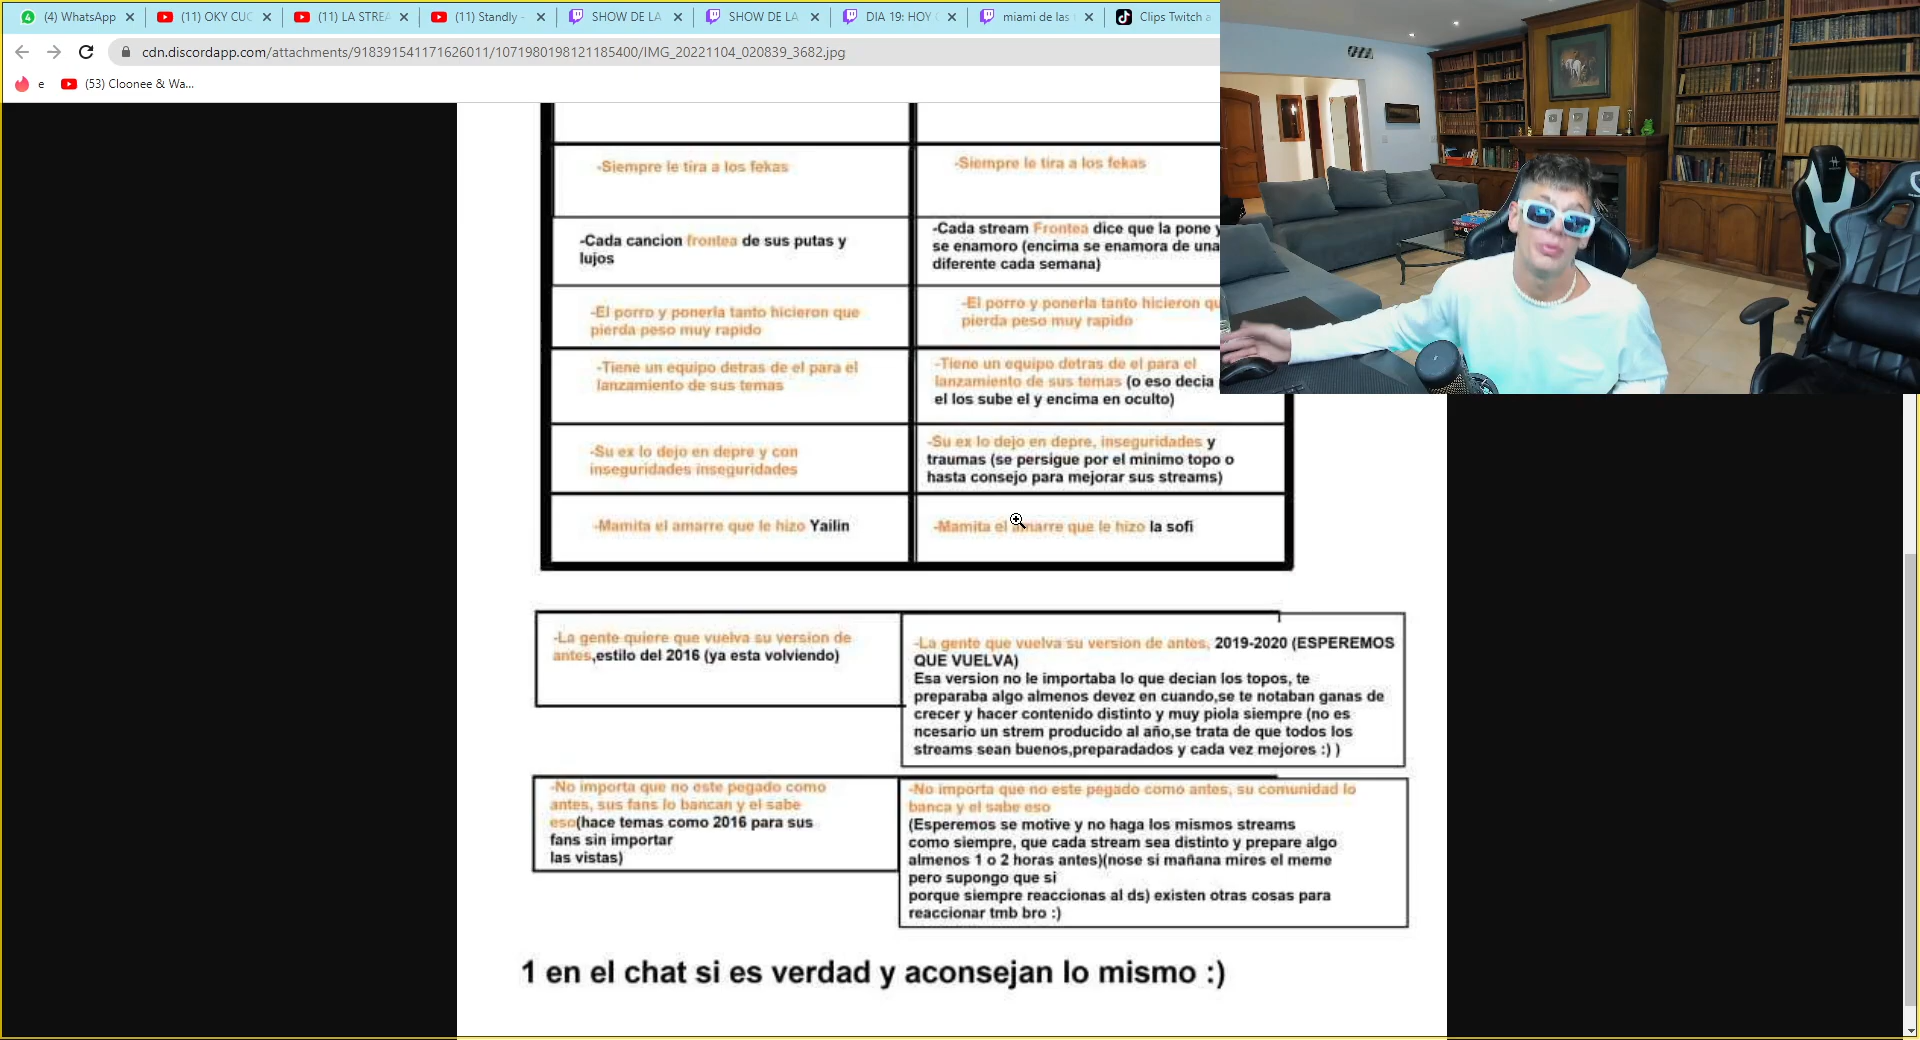 (4) WhatsApp
(11) OKY CUC
(11) LA STREA
(11) Standly -
SHOW DE LA
SHOW DE LA
DIA 19: HOY
miami de las
Clips Twitch a
cdn.discordapp.com/attachments/918391541171626011/1071980198121185400/IMG_20221104_020839_3682.jpg
e
(53) Cloonee & Wa...
-Siempre le tira a los fekas
-Siempre le tira a los fekas
-Cada cancion frontea de sus putas y
lujos
-Cada stream Frontea dice que la pone y
se enamoro (encima se enamora de una
diferente cada semana)
-El porro y ponerla tanto hicieron que
pierda peso muy rapido
-El porro y ponerla tanto hicieron qu
pierda peso muy rapido
-Tiene un equipo detras de el para el
lanzamiento de sus temas
-Tiene un equipo detras de el para el
lanzamiento de sus temas (o eso decia
el los sube el y encima en oculto)
-Su ex lo dejo en depre y con
inseguridades inseguridades
-Su ex lo dejo en depre, inseguridades y
traumas (se persigue por el minimo topo o
hasta consejo para mejorar sus streams)
-Mamita el amarre que le hizo Yailin
-Mamita el amarre que le hizo la sofi
-La gente quiere que vuelva su version de
antes,estilo del 2016 (ya esta volviendo)
-La gente que vuelva su version de antes, 2019-2020 (ESPEREMOS
QUE VUELVA)
Esa version no le importaba lo que decian los topos, te
preparaba algo almenos devez en cuando,se te notaban ganas de
crecer y hacer contenido distinto y muy piola siempre (no es
ncesario un strem producido al año,se trata de que todos los
streams sean buenos,preparadados y cada vez mejores :) )
-No importa que no este pegado como
antes, sus fans lo bancan y el sabe
eso(hace temas como 2016 para sus
fans sin importar
las vistas)
-No importa que no este pegado como antes, su comunidad lo
banca y el sabe eso
(Esperemos se motive y no haga los mismos streams
como siempre, que cada stream sea distinto y prepare algo
almenos 1 o 2 horas antes)(nose si mañana mires el meme
pero supongo que si
porque siempre reaccionas al ds) existen otras cosas para
reaccionar tmb bro :)
1 en el chat si es verdad y aconsejan lo mismo :)